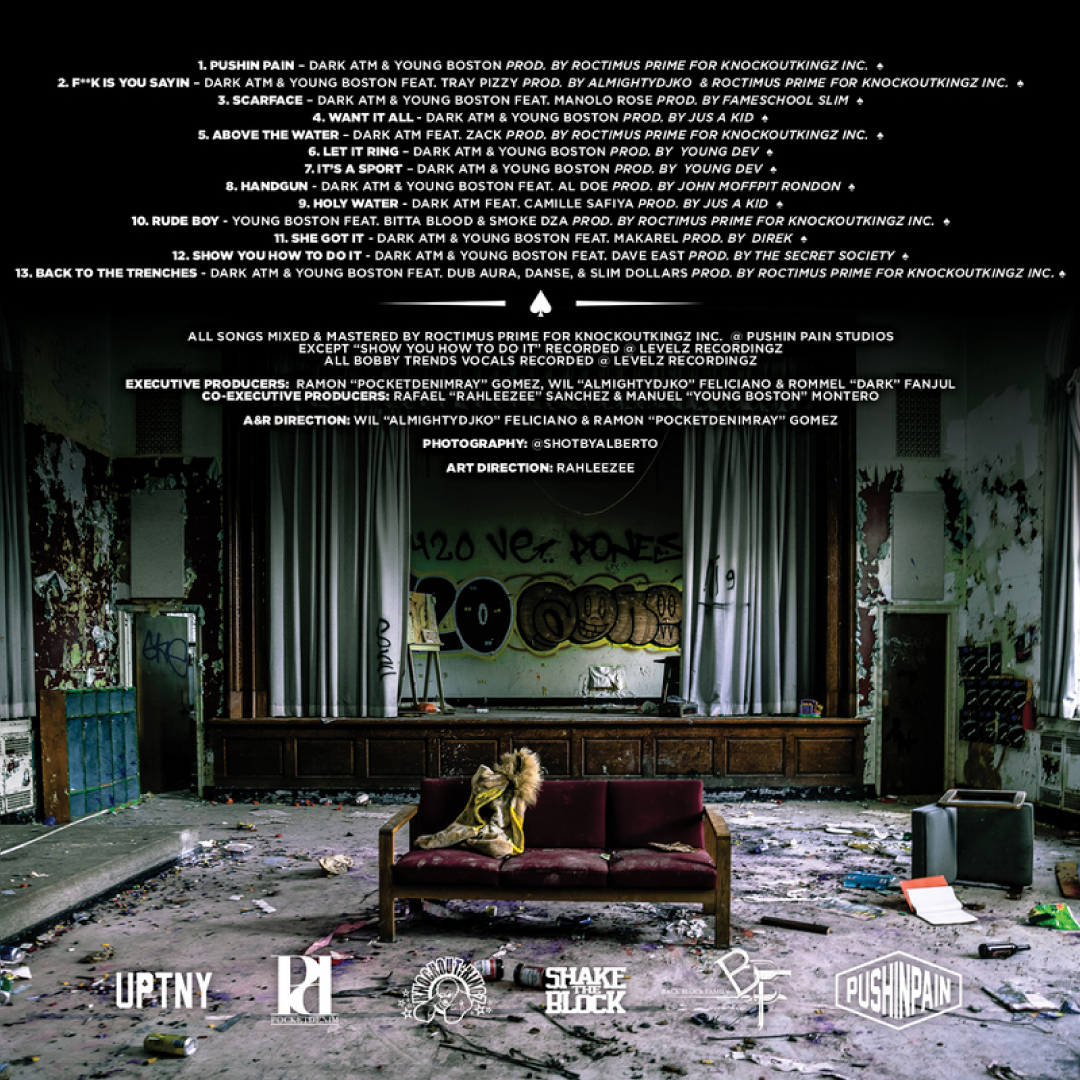 1. PUSHIN PAIN – DARK ATM & YOUNG BOSTON PROD. BY ROCTIMUS PRIME FOR KNOCKOUTKINGZ INC. ♠
2. F**K IS YOU SAYIN – DARK ATM & YOUNG BOSTON FEAT. TRAY PIZZY PROD. BY ALMIGHTYDJKO & ROCTIMUS PRIME FOR KNOCKOUTKINGZ INC. ♠
3. SCARFACE – DARK ATM & YOUNG BOSTON FEAT. MANOLO ROSE PROD. BY FAMESCHOOL SLIM ♠
4. WANT IT ALL - DARK ATM & YOUNG BOSTON PROD. BY JUS A KID ♠
5. ABOVE THE WATER – DARK ATM FEAT. ZACK PROD. BY ROCTIMUS PRIME FOR KNOCKOUTKINGZ INC. ♠
6. LET IT RING – DARK ATM & YOUNG BOSTON PROD. BY YOUNG DEV ♠
7. IT'S A SPORT – DARK ATM & YOUNG BOSTON PROD. BY YOUNG DEV ♠
8. HANDGUN - DARK ATM & YOUNG BOSTON FEAT. AL DOE PROD. BY JOHN MOFFPIT RONDON ♠
9. HOLY WATER - DARK ATM FEAT. CAMILLE SAFIYA PROD. BY JUS A KID ♠
10. RUDE BOY - YOUNG BOSTON FEAT. BITTA BLOOD & SMOKE DZA PROD. BY ROCTIMUS PRIME FOR KNOCKOUTKINGZ INC. ♠
11. SHE GOT IT - DARK ATM & YOUNG BOSTON FEAT. MAKAREL PROD. BY DIREK ♠
12. SHOW YOU HOW TO DO IT - DARK ATM & YOUNG BOSTON FEAT. DAVE EAST PROD. BY THE SECRET SOCIETY ♠
13. BACK TO THE TRENCHES - DARK ATM & YOUNG BOSTON FEAT. DUB AURA, DANSE, & SLIM DOLLARS PROD. BY ROCTIMUS PRIME FOR KNOCKOUTKINGZ INC. ♠
ALL SONGS MIXED & MASTERED BY ROCTIMUS PRIME FOR KNOCKOUTKINGZ INC. @ PUSHIN PAIN STUDIOS
EXCEPT “SHOW YOU HOW TO DO IT” RECORDED @ LEVELZ RECORDINGZ
ALL BOBBY TRENDS VOCALS RECORDED @ LEVELZ RECORDINGZ
EXECUTIVE PRODUCERS: RAMON “POCKETDENIMRAY” GOMEZ, WIL “ALMIGHTYDJKO” FELICIANO & ROMMEL “DARK” FANJUL
CO-EXECUTIVE PRODUCERS: RAFAEL “RAHLEEZEE” SANCHEZ & MANUEL “YOUNG BOSTON” MONTERO
A&R DIRECTION: WIL “ALMIGHTYDJKO” FELICIANO & RAMON “POCKETDENIMRAY” GOMEZ
PHOTOGRAPHY: @SHOTBYALBERTO
ART DIRECTION: RAHLEEZEE
420
UPTNY
PD
POCKETDENIM
KNOCKOUT KINGZ
SHAKE
THE
BLOCK
BBF
BACK BLOCK FAMILY
PUSHINPAIN